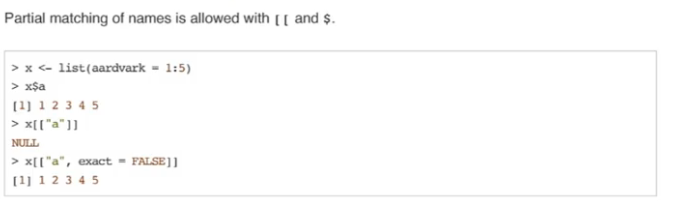 Partial matching of names is allowed with [[ and $.
> x <- list(aardvark = 1:5)
> x$a
[1] 1 2 3 4 5
> x[["a"]]
NULL
> x[["a", exact = FALSE]]
[1] 1 2 3 4 5